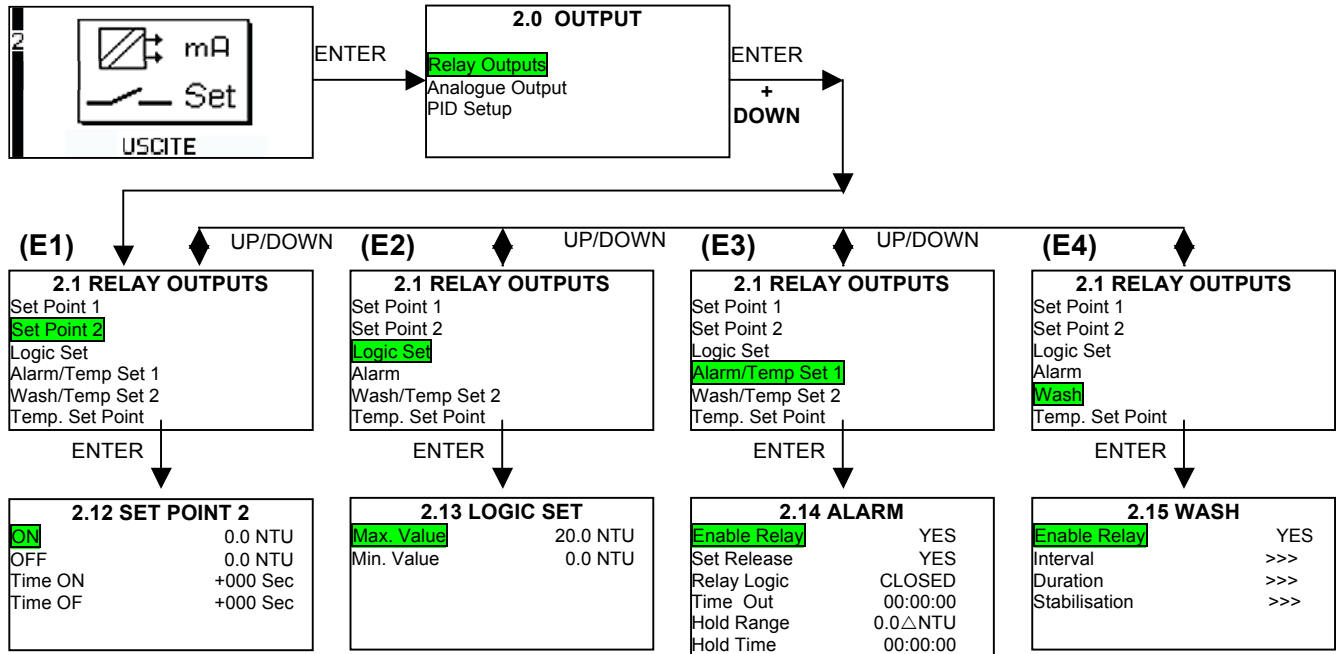 2
mA
Set
USCITE
ENTER
2.0 OUTPUT
Relay Outputs
Analogue Output
PID Setup
ENTER
+
DOWN
(E1)
UP/DOWN
(E2)
UP/DOWN
(E3)
UP/DOWN
(E4)
2.1 RELAY OUTPUTS
Set Point 1
Set Point 2
Logic Set
Alarm/Temp Set 1
Wash/Temp Set 2
Temp. Set Point
ENTER
2.1 RELAY OUTPUTS
Set Point 1
Set Point 2
Logic Set
Alarm
Wash/Temp Set 2
Temp. Set Point
ENTER
2.1 RELAY OUTPUTS
Set Point 1
Set Point 2
Logic Set
Alarm/Temp Set 1
Wash/Temp Set 2
Temp. Set Point
ENTER
2.1 RELAY OUTPUTS
Set Point 1
Set Point 2
Logic Set
Alarm
Wash
Temp. Set Point
ENTER
2.12 SET POINT 2
ON 0.0 NTU
OFF 0.0 NTU
Time ON +000 Sec
Time OF +000 Sec
2.13 LOGIC SET
Max. Value 20.0 NTU
Min. Value 0.0 NTU
2.14 ALARM
Enable Relay YES
Set Release YES
Relay Logic CLOSED
Time Out 00:00:00
Hold Range 0.0△NTU
Hold Time 00:00:00
2.15 WASH
Enable Relay YES
Interval >>>
Duration >>>
Stabilisation >>>